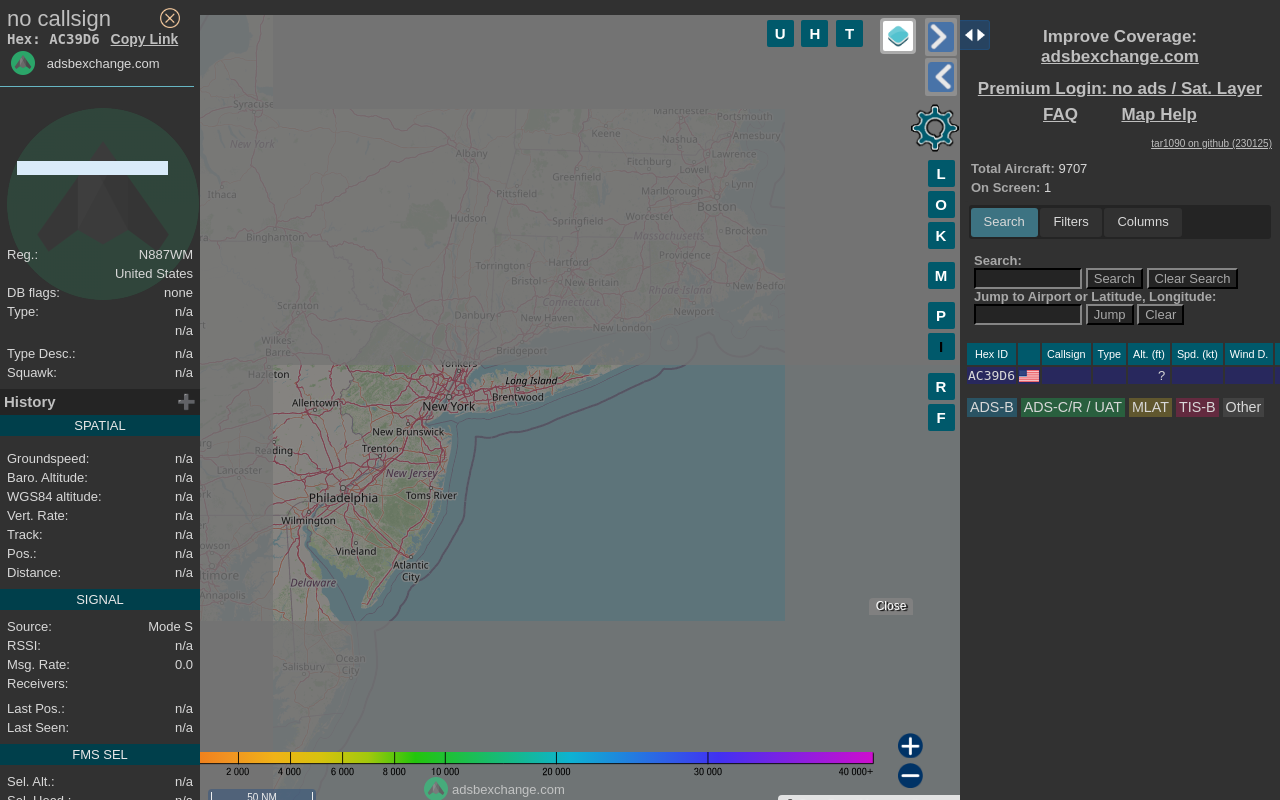 no callsign
Hex: AC39D6 Copy Link
adsbexchange.com
Reg.: N887WM
United States
DB flags: none
Type: n/a
n/a
Type Desc.: n/a
Squawk: n/a
History
SPATIAL
Groundspeed: n/a
Baro. Altitude: n/a
WGS84 altitude: n/a
Vert. Rate: n/a
Track: n/a
Pos.: n/a
Distance: n/a
SIGNAL
Source: Mode S
RSSI: n/a
Msg. Rate: 0.0
Receivers:
Last Pos.: n/a
Last Seen: n/a
FMS SEL
Sel. Alt.: n/a
U H T
L
O
K
M
P
I
R
F
Syracuse
New York
Ithaca
Binghamton
Albany
Hudson
Scranton
Wilkes-
Barre
Hazleton
Manchester
Portsmouth
Keene
Nashua
Amesbury
Fitchburg
Lawrence
Lowell
Greenfield
Pittsfield
Marlborough
Lynn
Boston
Worcester
Springfield
Massachusetts
Brockton
Providence
Torrington
Hartford
Bristol
New Britain
Connecticut
Rhode Island
New Bedfo
Danbury
New Haven
Newport
New London
Bridgeport
Yonkers
Long Island
Brentwood
Allentown
New York
New Brunswick
Reading
Trenton
Lancaster
New Jersey
Philadelphia
Toms River
Wilmington
Vineland
Atlantic
City
Delaware
Annapolis
Salisbury
Ocean
City
Close
2 000 4 000 6 000 8 000 10 000 20 000 30 000 40 000+
adsbexchange.com
50 NM
Improve Coverage:
adsbexchange.com
Premium Login: no ads / Sat. Layer
FAQ Map Help
tar1090 on github (230125)
Total Aircraft: 9707
On Screen: 1
Search Filters Columns
Search:
Search Clear Search
Jump to Airport or Latitude, Longitude:
Jump Clear
Hex ID Callsign Type Alt. (ft) Spd. (kt) Wind D.
AC39D6 ?
ADS-B ADS-C/R / UAT MLAT TIS-B Other